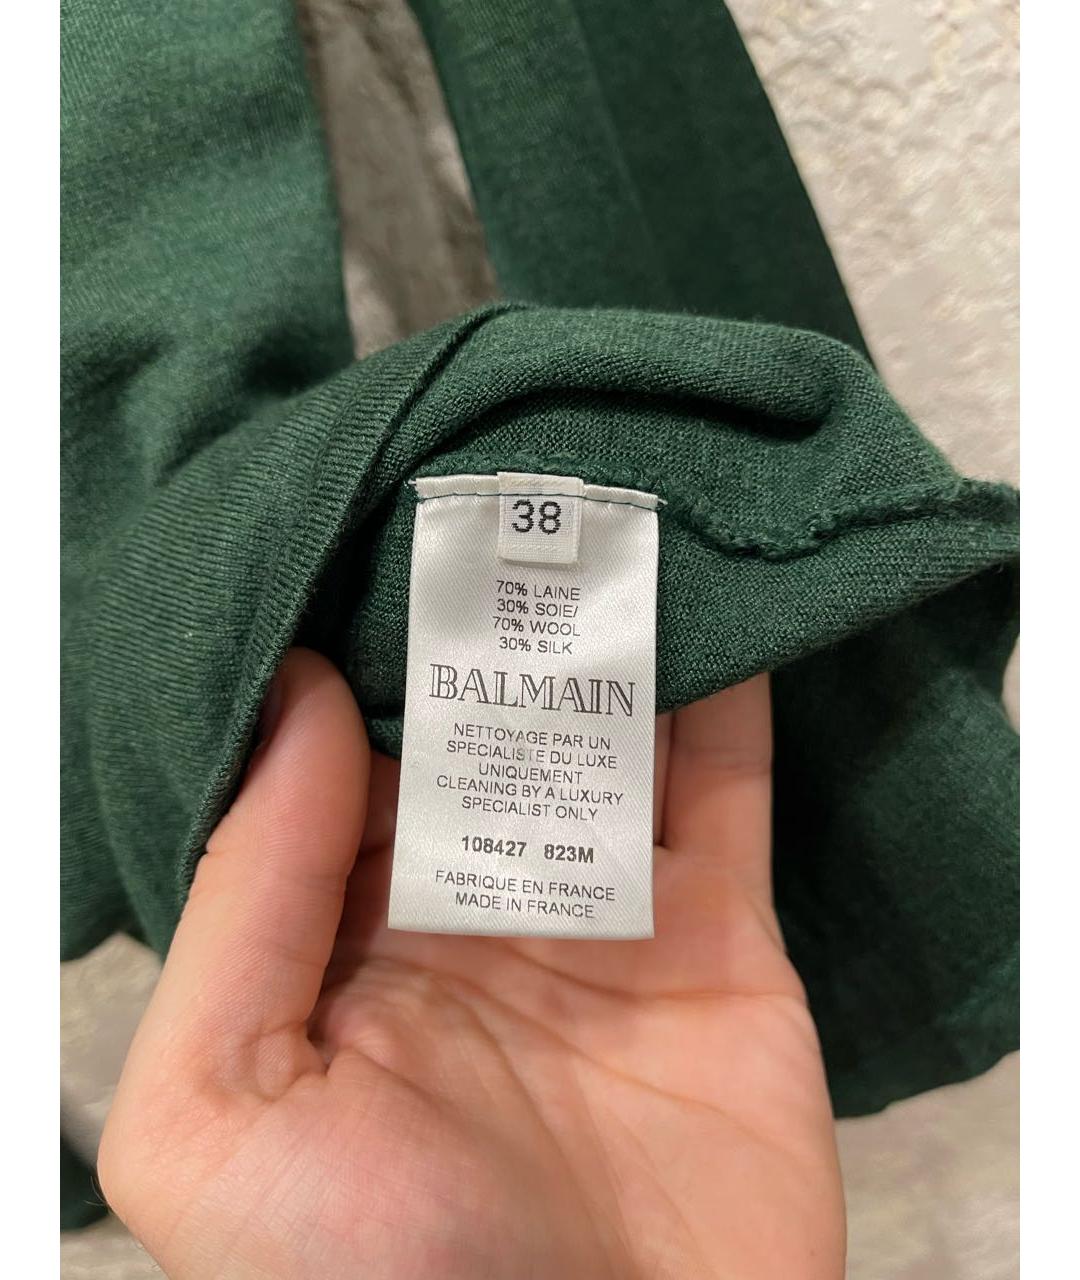 38
70% LAINE
30% SOIE/
70% WOOL
30% SILK
BALMAIN
NETTOYAGE PAR UN
SPECIALISTE DU LUXE
UNIQUEMENT
CLEANING BY A LUXURY
SPECIALIST ONLY
108427 823M
FABRIQUE EN FRANCE
MADE IN FRANCE